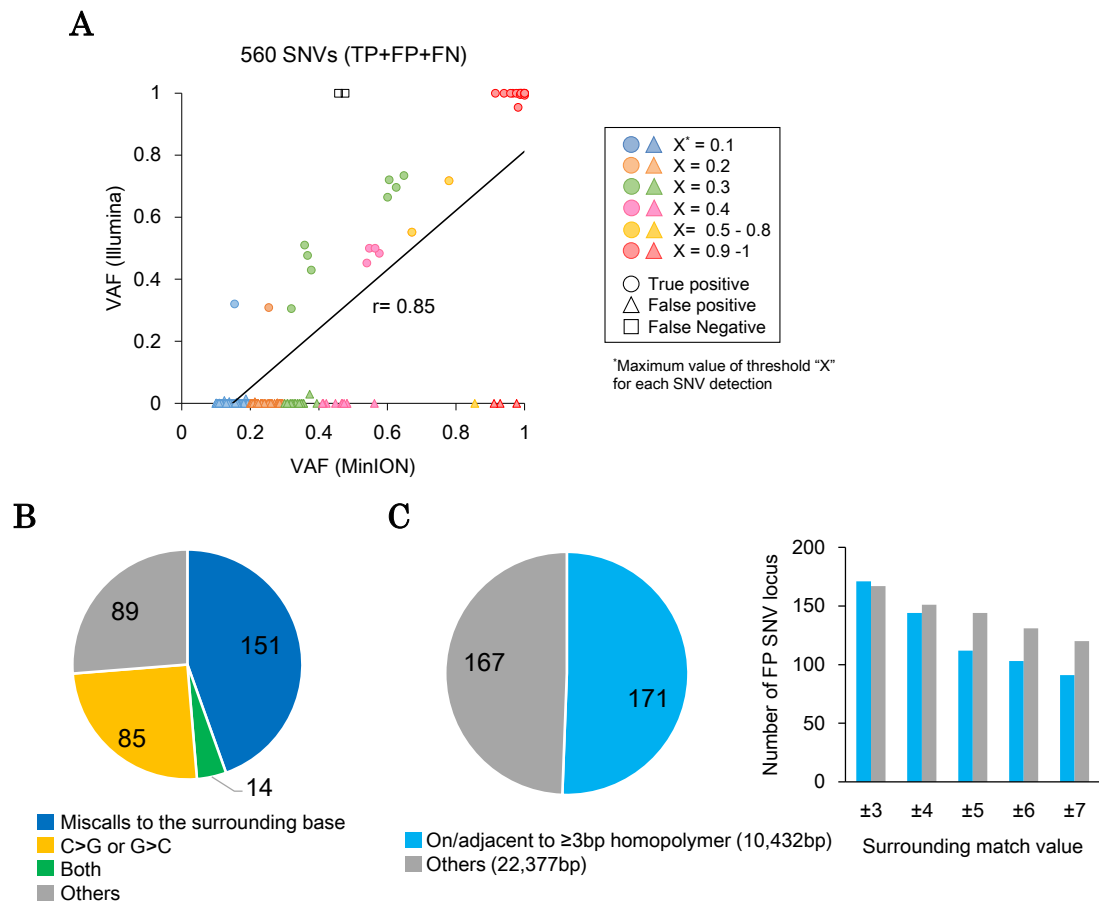 A
560 SNVs (TP+FP+FN)
VAF (Illumina)
1
0.8
0.6
0.4
0.2
0
r= 0.85
0 0.2 0.4 0.6 0.8 1
VAF (MinION)
X* = 0.1
X = 0.2
X = 0.3
X = 0.4
X= 0.5 - 0.8
X = 0.9 -1
True positive
False positive
False Negative
*Maximum value of threshold “X”
for each SNV detection
B
89
151
85
14
Miscalls to the surrounding base
C>G or G>C
Both
Others
C
167
171
On/adjacent to ≥3bp homopolymer (10,432bp)
Others (22,377bp)
Number of FP SNV locus
200
150
100
50
0
±3 ±4 ±5 ±6 ±7
Surrounding match value